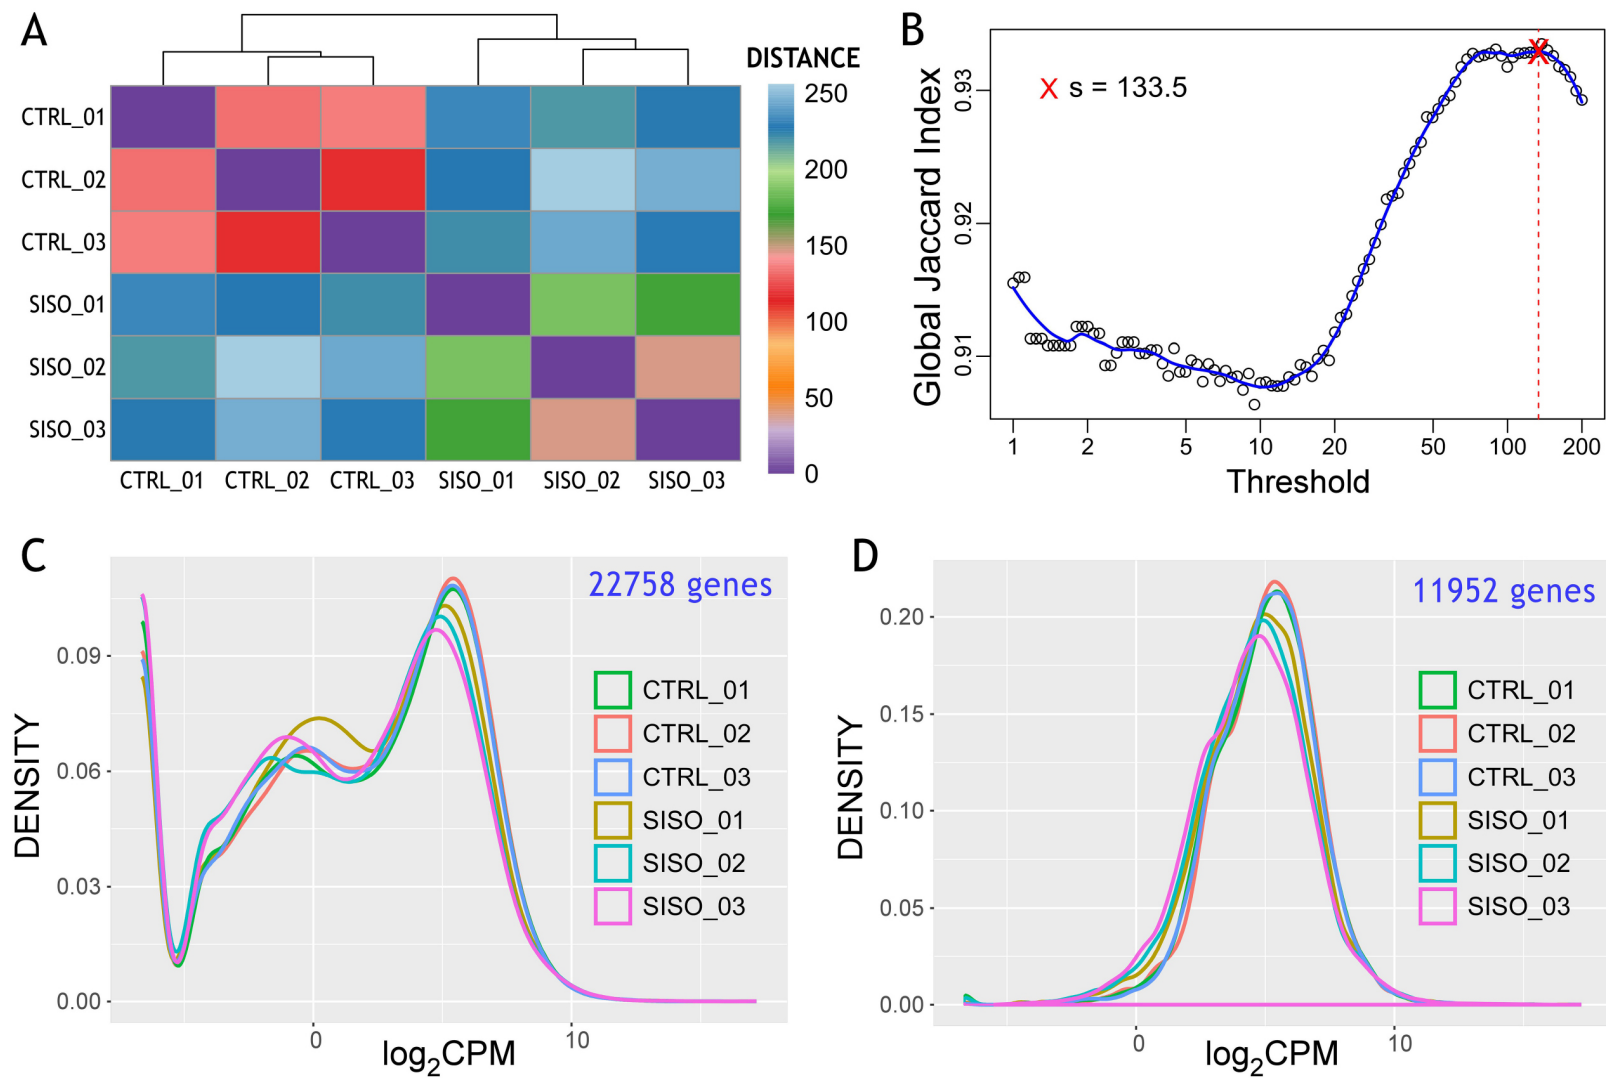 A
DISTANCE
CTRL_01
CTRL_02
CTRL_03
SISO_01
SISO_02
SISO_03
CTRL_01 CTRL_02 CTRL_03 SISO_01 SISO_02 SISO_03
250
200
150
100
50
0
B
X s = 133.5
Global Jaccard Index
0.93
0.92
0.91
1 2 5 10 20 50 100 200
Threshold
C
22758 genes
DENSITY
0.09
0.06
0.03
0.00
CTRL_01
CTRL_02
CTRL_03
SISO_01
SISO_02
SISO_03
0 10
log2CPM
D
11952 genes
DENSITY
0.20
0.15
0.10
0.05
0.00
CTRL_01
CTRL_02
CTRL_03
SISO_01
SISO_02
SISO_03
0 10
log2CPM